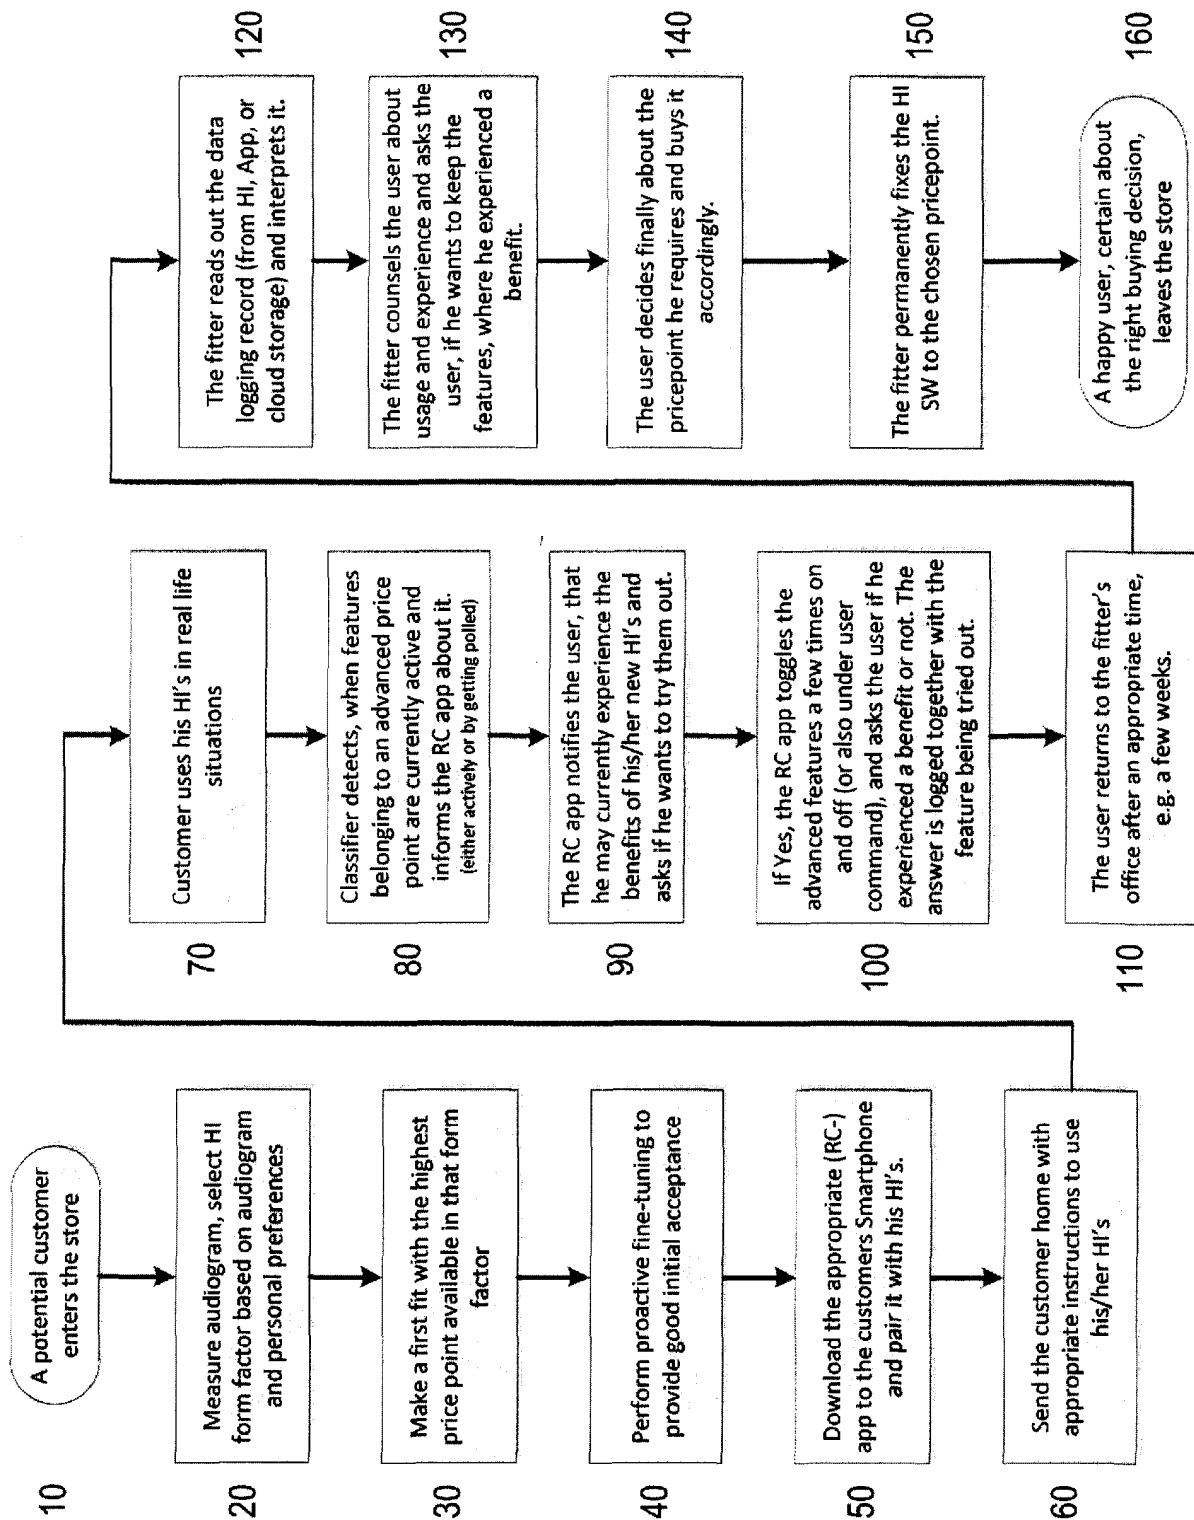 10
A potential customer
enters the store
20
Measure audiogram, select HI
form factor based on audiogram
and personal preferences
30
Make a first fit with the highest
price point available in that form
factor
40
Perform proactive fine-tuning to
provide good initial acceptance
50
Download the appropriate (RC-)
app to the customers Smartphone
and pair it with his HI's.
60
Send the customer home with
appropriate instructions to use
his/her HI's
70
Customer uses his HI's in real life
situations
80
Classifier detects, when features
belonging to an advanced price
point are currently active and
informs the RC app about it.
(either actively or by getting polled)
90
The RC app notifies the user, that
he may currently experience the
benefits of his/her new HI's and
asks if he wants to try them out.
100
If Yes, the RC app toggles the
advanced features a few times on
and off (or also under user
command), and asks the user if he
experienced a benefit or not. The
answer is logged together with the
feature being tried out.
110
The user returns to the fitter's
office after an appropriate time,
e.g. a few weeks.
120
The fitter reads out the data
logging record (from HI, App, or
cloud storage) and interprets it.
130
The fitter counsels the user about
usage and experience and asks the
user, if he wants to keep the
features, where he experienced a
benefit.
140
The user decides finally about the
pricepoint he requires and buys it
accordingly.
150
The fitter permanently fixes the HI
SW to the chosen pricepoint.
160
A happy user, certain about
the right buying decision,
leaves the store